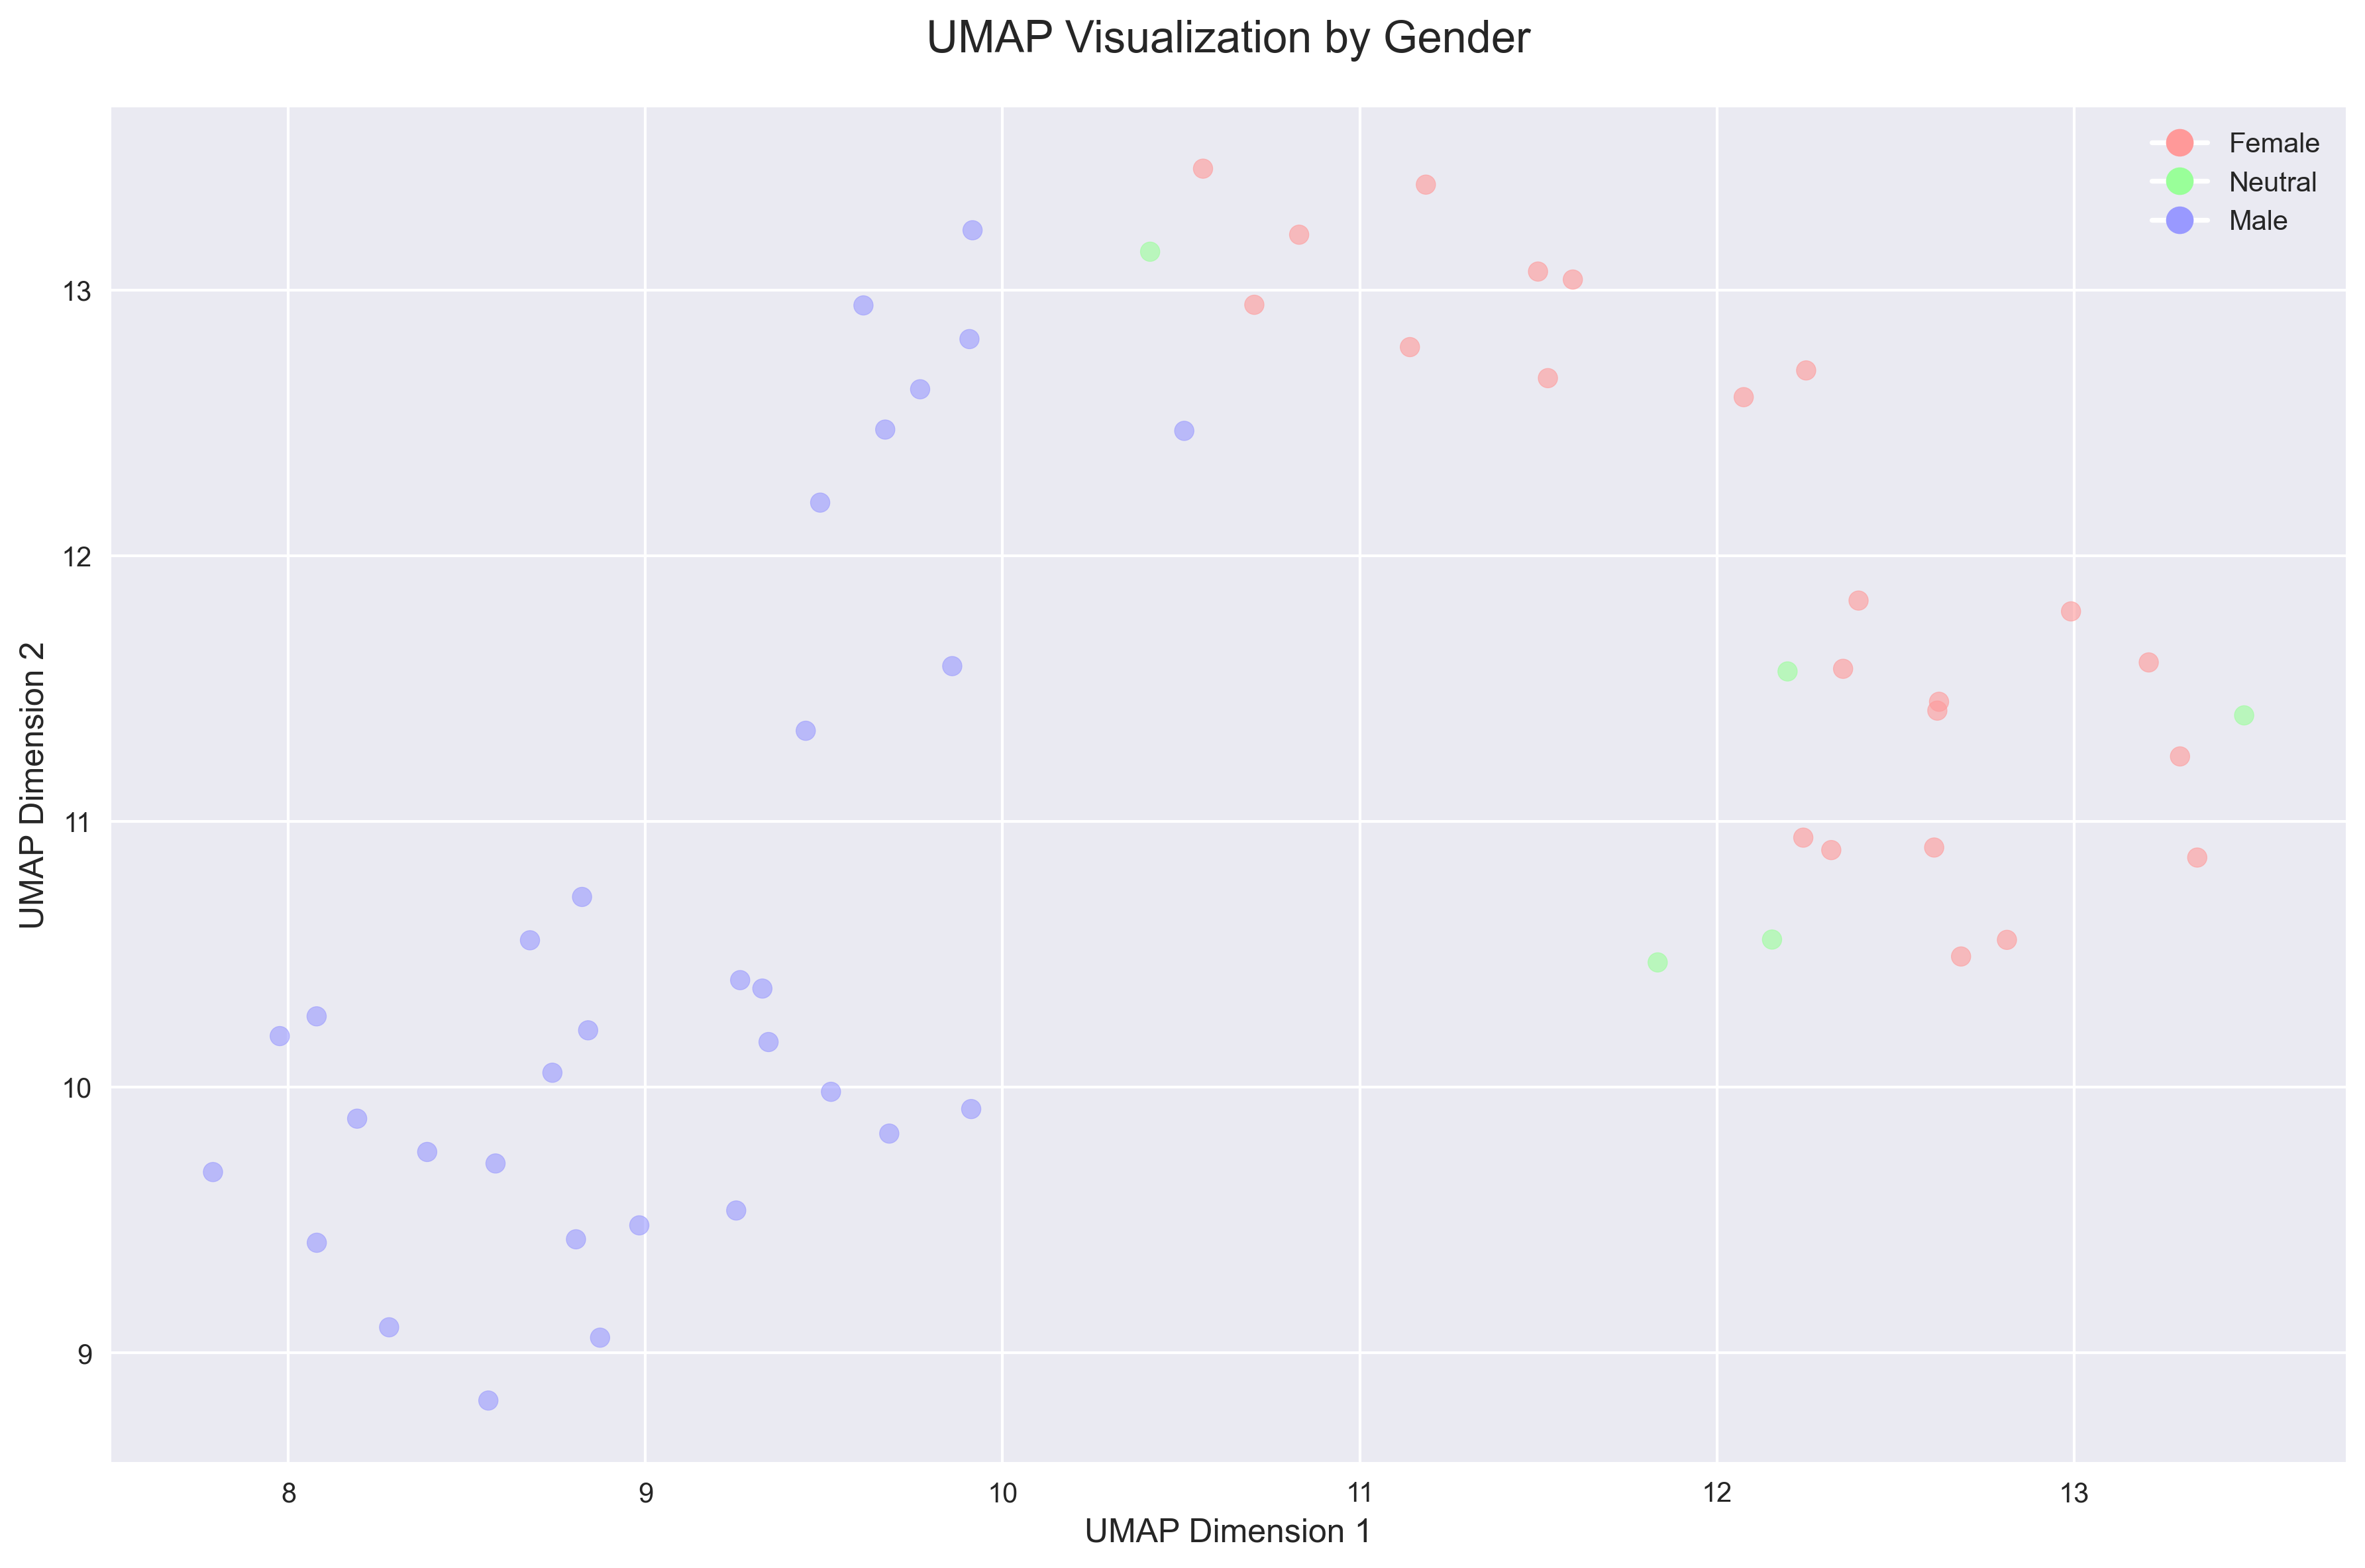 UMAP Visualization by Gender
Female
Neutral
Male
13
12
11
10
9
UMAP Dimension 2
8 9 10 11 12 13
UMAP Dimension 1